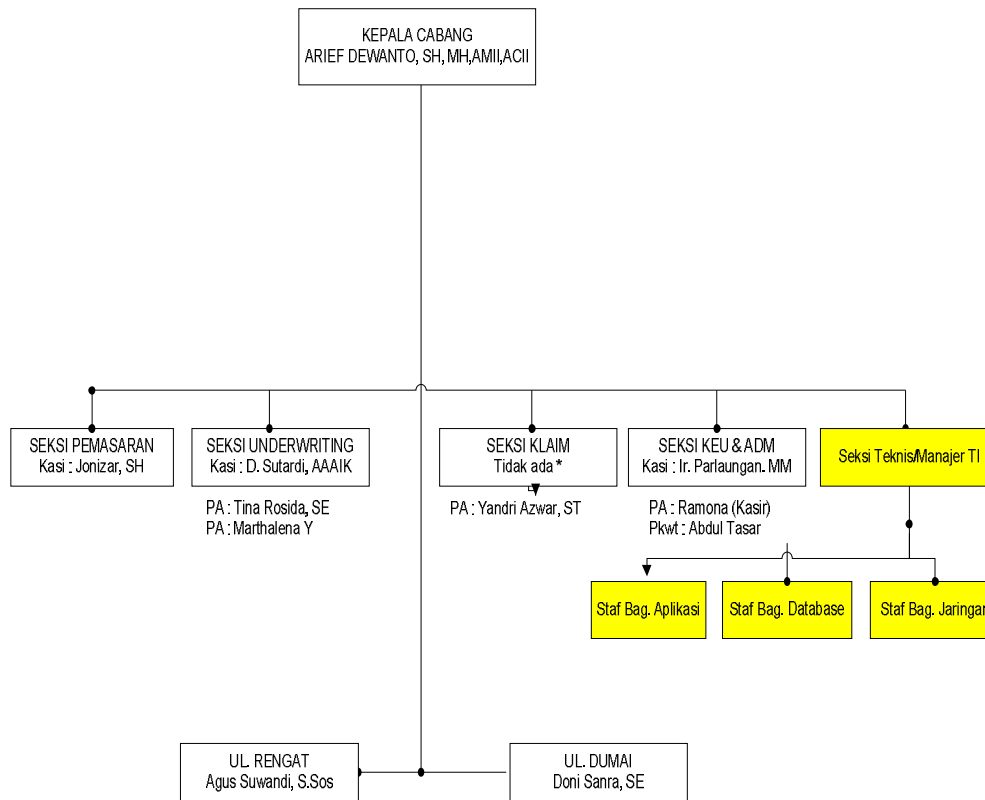 KEPALA CABANG
ARIEF DEWANTO, SH, MH,AMII,ACII
SEKSI PEMASARAN
Kasi : Jonizar, SH
SEKSI UNDERWRITING
Kasi : D. Sutardi, AAAIK
PA : Tina Rosida, SE
PA : Marthalena Y
SEKSI KLAIM
Tidak ada *
PA : Yandri Azwar, ST
SEKSI KEU & ADM
Kasi : Ir. Parlaungan. MM
PA : Ramona (Kasir)
Pkwt : Abdul Tasar
Seksi Teknis/Manajer TI
Staf Bag. Aplikasi
Staf Bag. Database
Staf Bag. Jaringan
UL. RENGAT
Agus Suwandi, S.Sos
UL. DUMAI
Doni Sanra, SE